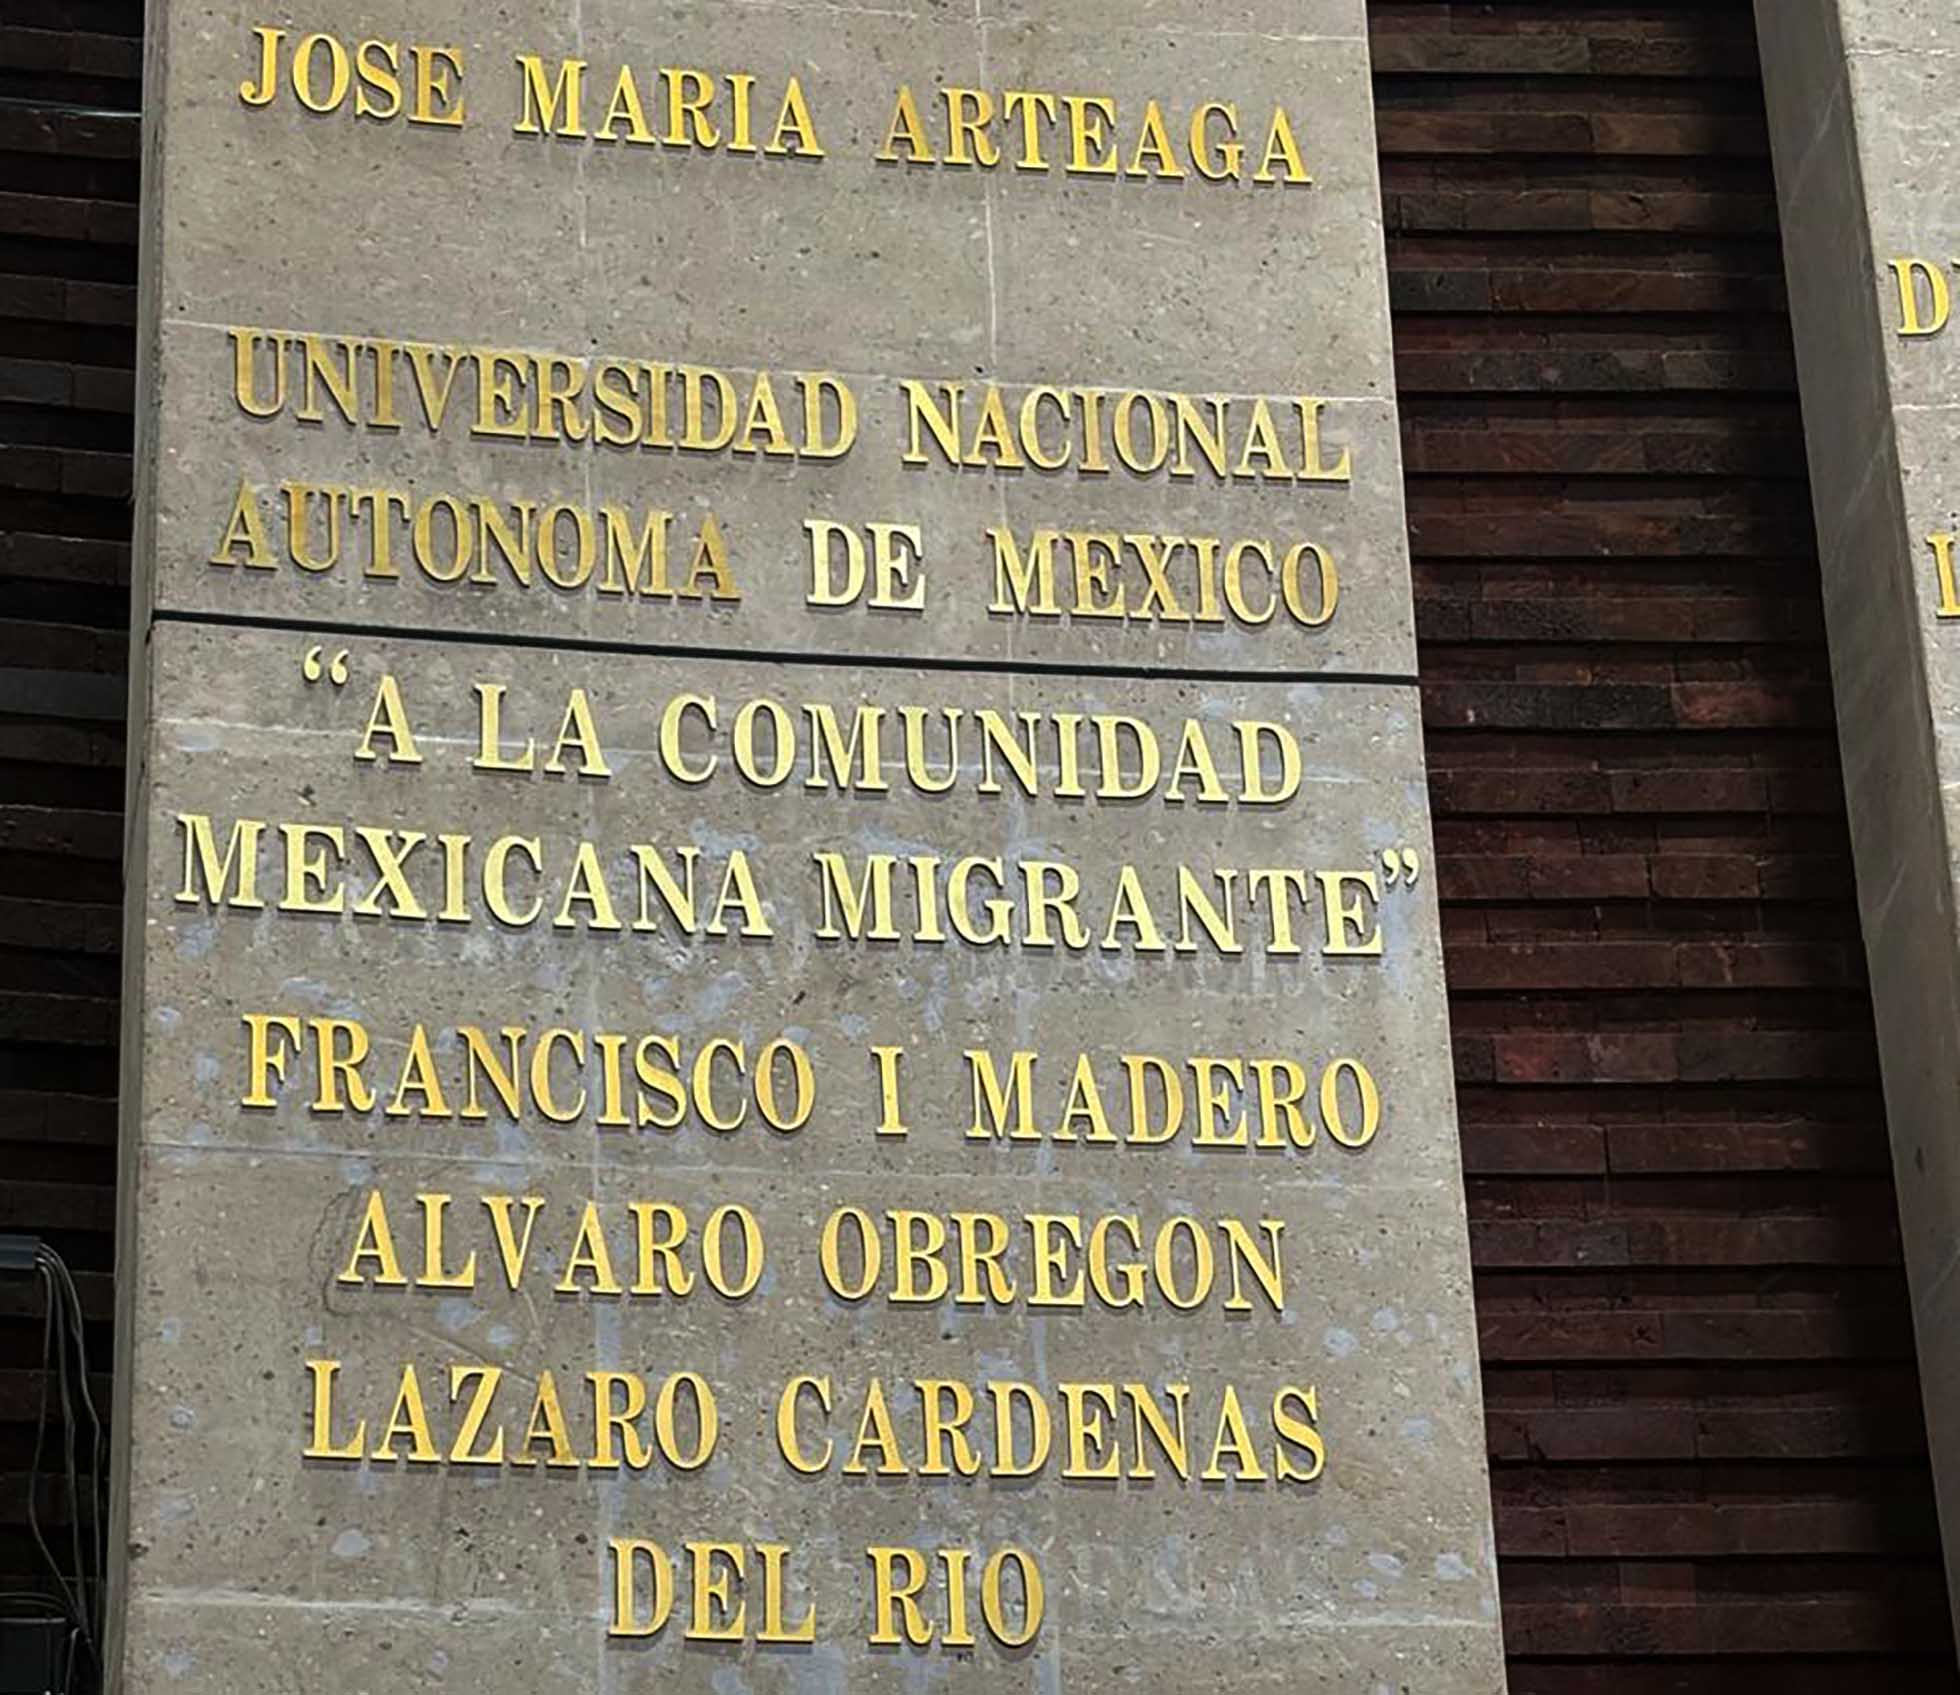 JOSE MARIA ARTEAGA
UNIVERSIDAD NACIONAL
AUTONOMA DE MEXICO
“A LA COMUNIDAD
MEXICANA MIGRANTE”
FRANCISCO I MADERO
ALVARO OBREGON
LAZARO CARDENAS
DEL RIO